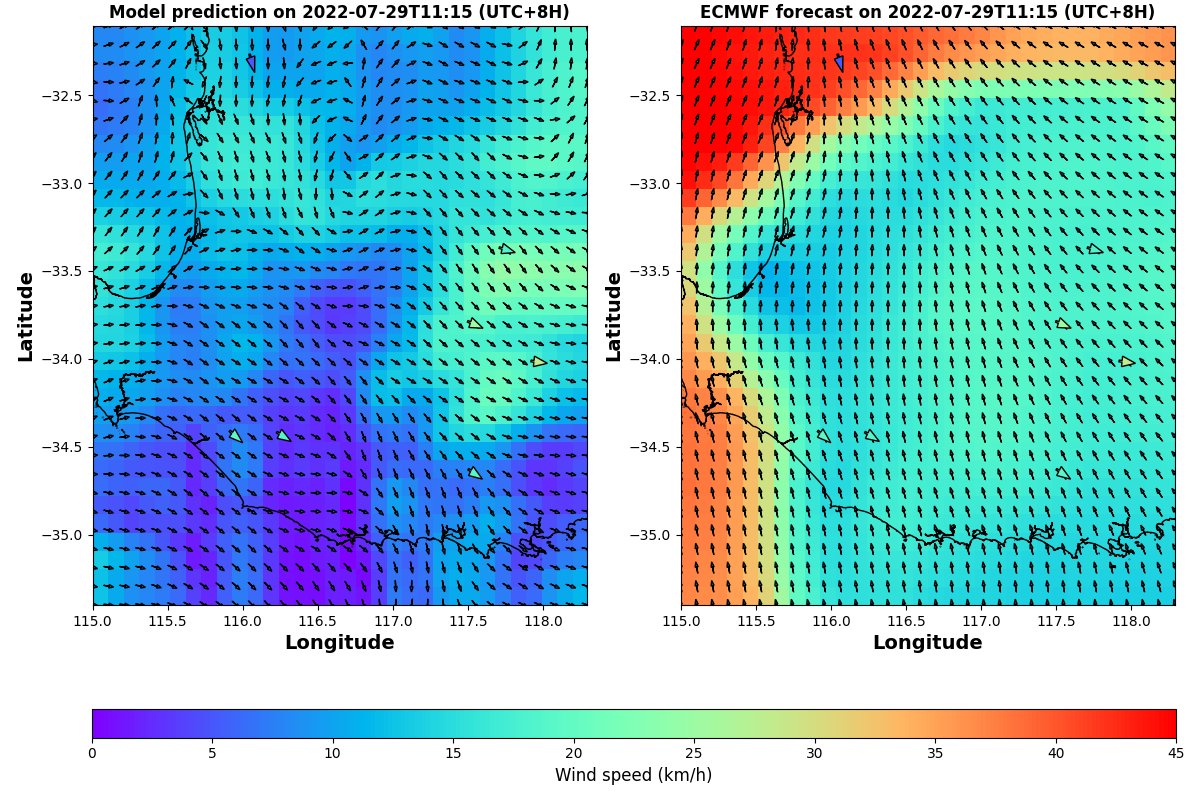 Model prediction on 2022-07-29T11:15 (UTC+8H)
ECMWF forecast on 2022-07-29T11:15 (UTC+8H)
Latitude
−32.5
−33.0
−33.5
−34.0
−34.5
−35.0
115.0 115.5 116.0 116.5 117.0 117.5 118.0
Longitude
Latitude
−32.5
−33.0
−33.5
−34.0
−34.5
−35.0
115.0 115.5 116.0 116.5 117.0 117.5 118.0
Longitude
0 5 10 15 20 25 30 35 40 45
Wind speed (km/h)